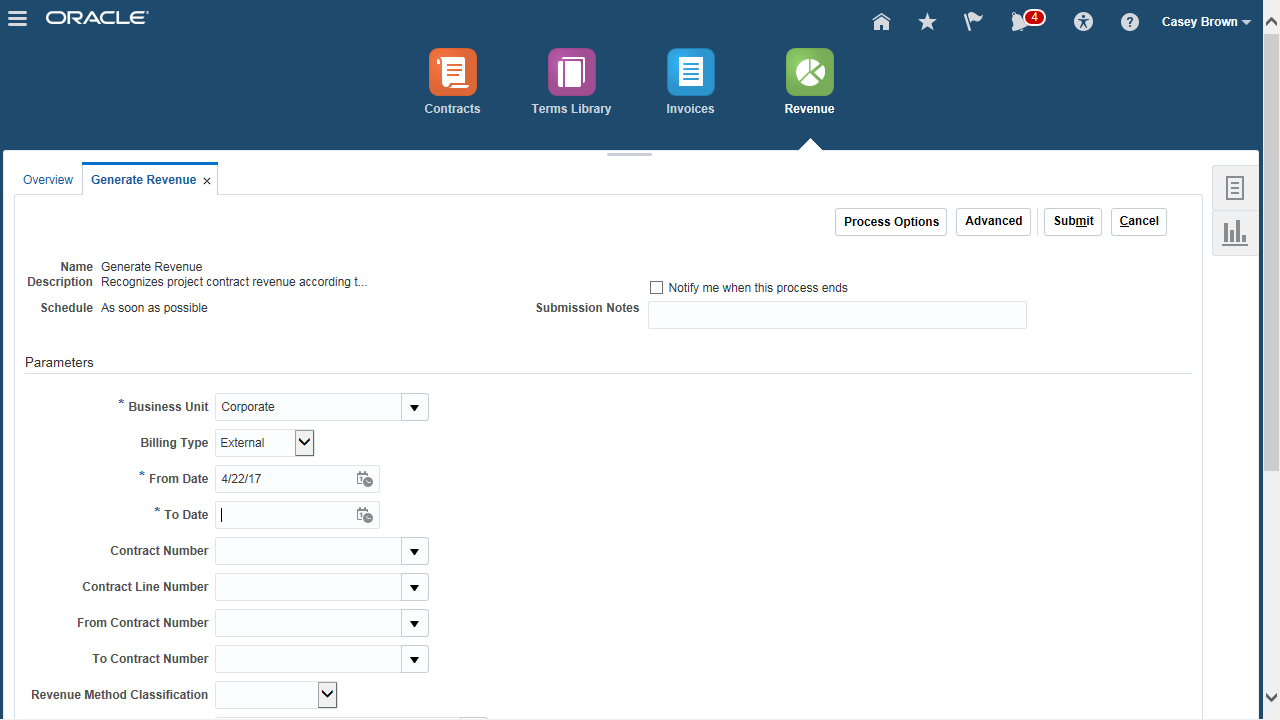 ORACLE
4
Casey Brown
Contracts
Terms Library
Invoices
Revenue
Overview
Generate Revenue
Process Options
Advanced
Submit
Cancel
Name Generate Revenue
Description Recognizes project contract revenue according t...
Schedule As soon as possible
Notify me when this process ends
Submission Notes
Parameters
* Business Unit Corporate
Billing Type External
* From Date 4/22/17
* To Date
Contract Number
Contract Line Number
From Contract Number
To Contract Number
Revenue Method Classification